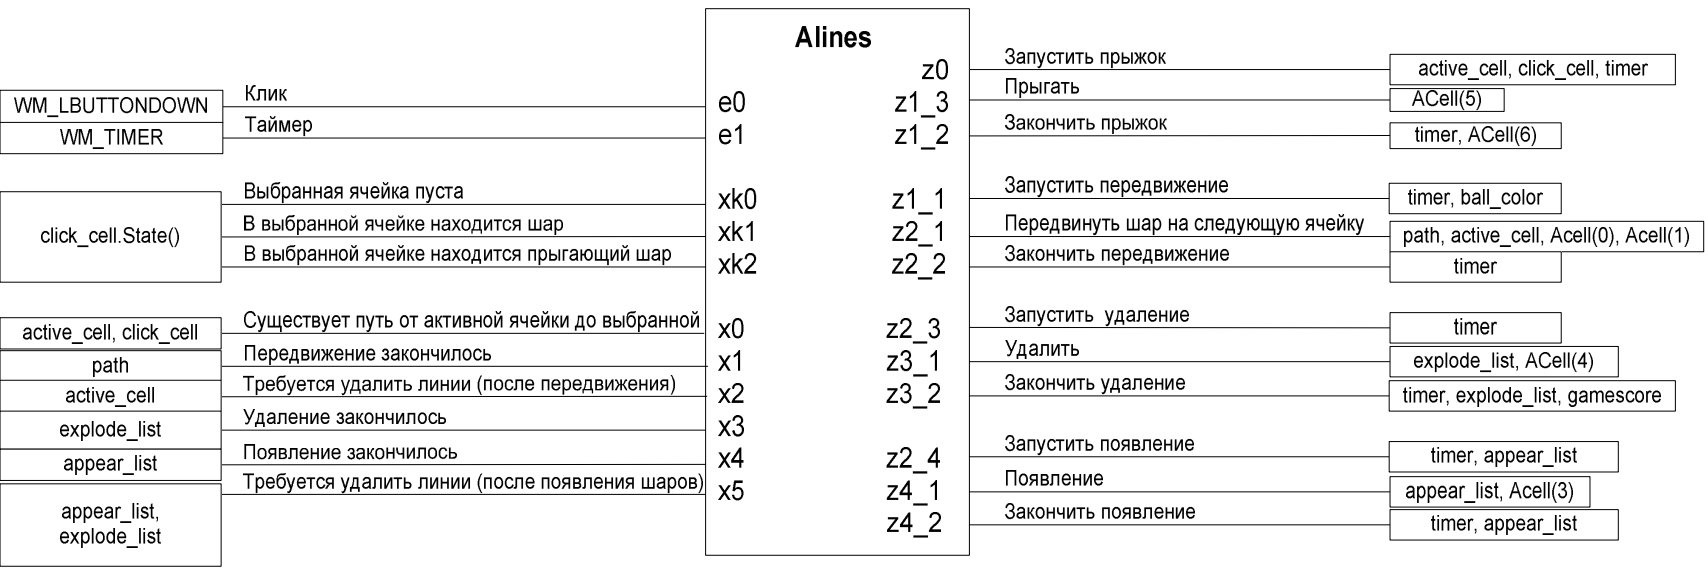 Alines
WM_LBUTTONDOWN
Клик
e0
WM_TIMER
Таймер
e1
click_cell.State()
Выбранная ячейка пуста
xk0
В выбранной ячейке находится шар
xk1
В выбранной ячейке находится прыгающий шар
xk2
active_cell, click_cell
Существует путь от активной ячейки до выбранной
x0
path
Передвижение закончилось
x1
active_cell
Требуется удалить линии (после передвижения)
x2
explode_list
Удаление закончилось
x3
appear_list
Появление закончилось
x4
appear_list,
explode_list
Требуется удалить линии (после появления шаров)
x5
z0
Запустить прыжок
active_cell, click_cell, timer
z1_3
Прыгать
ACell(5)
z1_2
Закончить прыжок
timer, ACell(6)
z1_1
Запустить передвижение
timer, ball_color
z2_1
Передвинуть шар на следующую ячейку
path, active_cell, Acell(0), Acell(1)
z2_2
Закончить передвижение
timer
z2_3
Запустить удаление
timer
z3_1
Удалить
explode_list, ACell(4)
z3_2
Закончить удаление
timer, explode_list, gamescore
z2_4
Запустить появление
timer, appear_list
z4_1
Появление
appear_list, Acell(3)
z4_2
Закончить появление
timer, appear_list